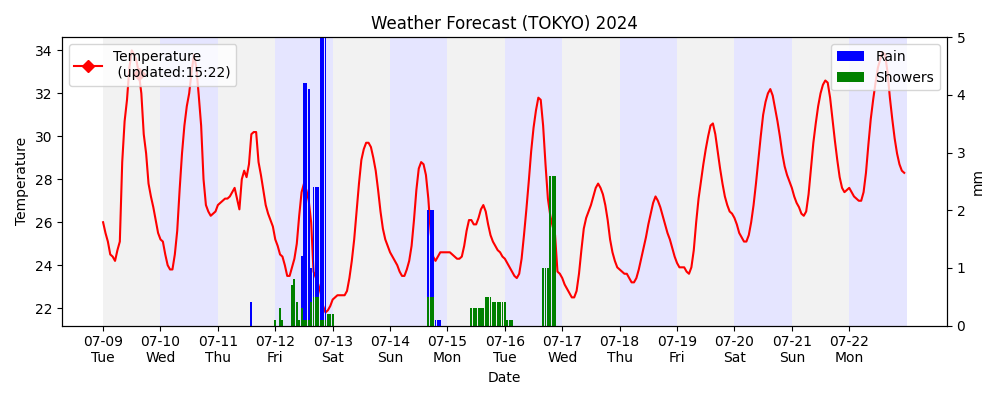 Weather Forecast (TOKYO) 2024
Temperature
(updated:15:22)
Rain
Showers
34
32
30
28
26
24
22
Temperature
5
4
3
2
1
0
mm
07-09 07-10 07-11 07-12 07-13 07-14 07-15 07-16 07-17 07-18 07-19 07-20 07-21 07-22
Tue Wed Thu Fri Sat Sun Mon Tue Wed Thu Fri Sat Sun Mon
Date